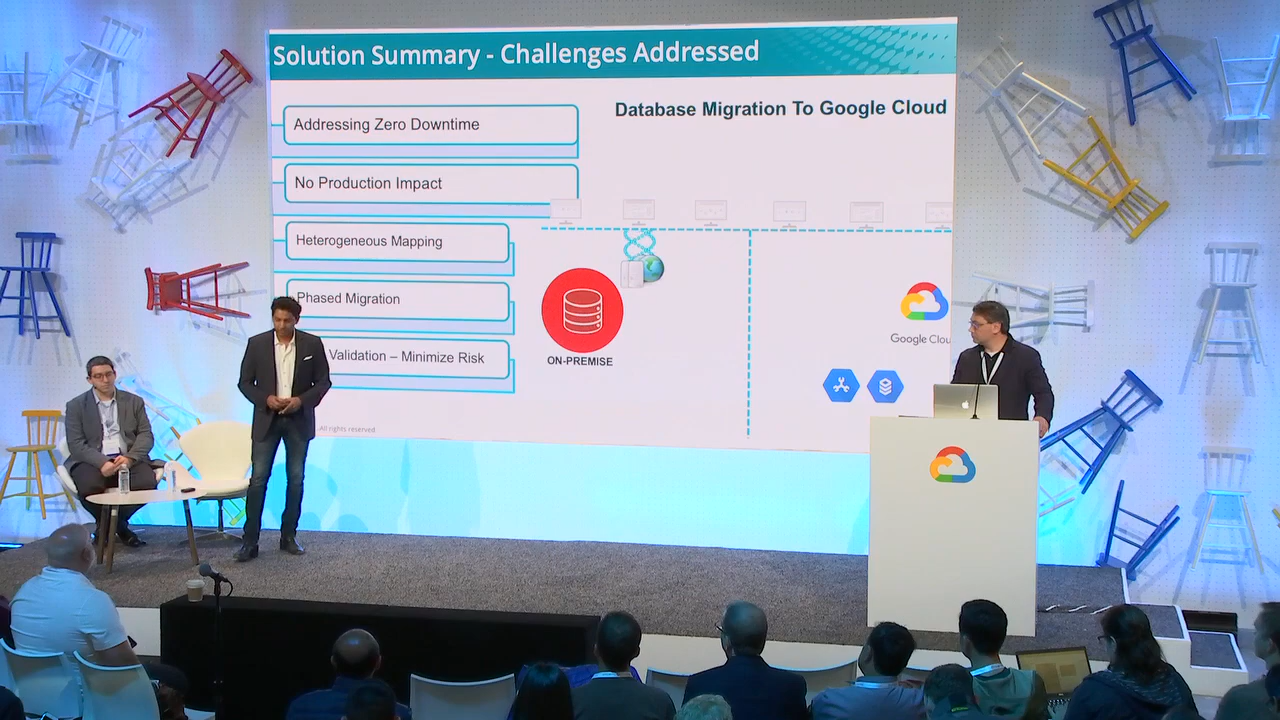 Solution Summary - Challenges Addressed
Addressing Zero Downtime
No Production Impact
Heterogeneous Mapping
Phased Migration
Validation – Minimize Risk
All rights reserved
Database Migration To Google Cloud
ON-PREMISE
Google